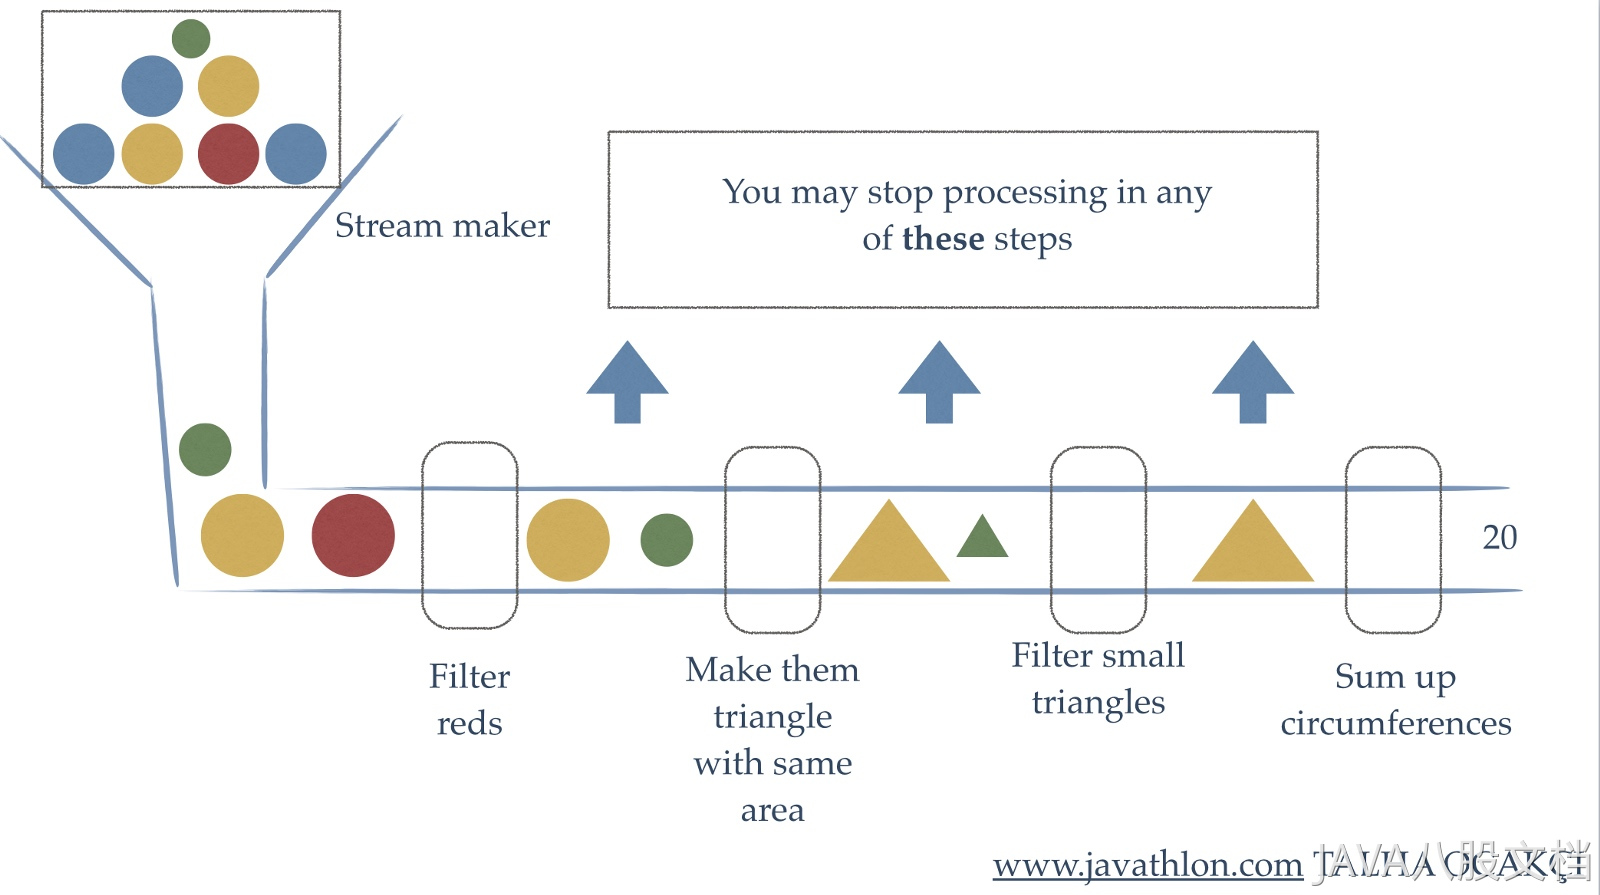 Stream maker
You may stop processing in any
of these steps
20
Filter
reds
Make them
triangle
with same
area
Filter small
triangles
Sum up
circumferences
www.javathlon.com TALHA OCAKÇI
JAVA八股文档